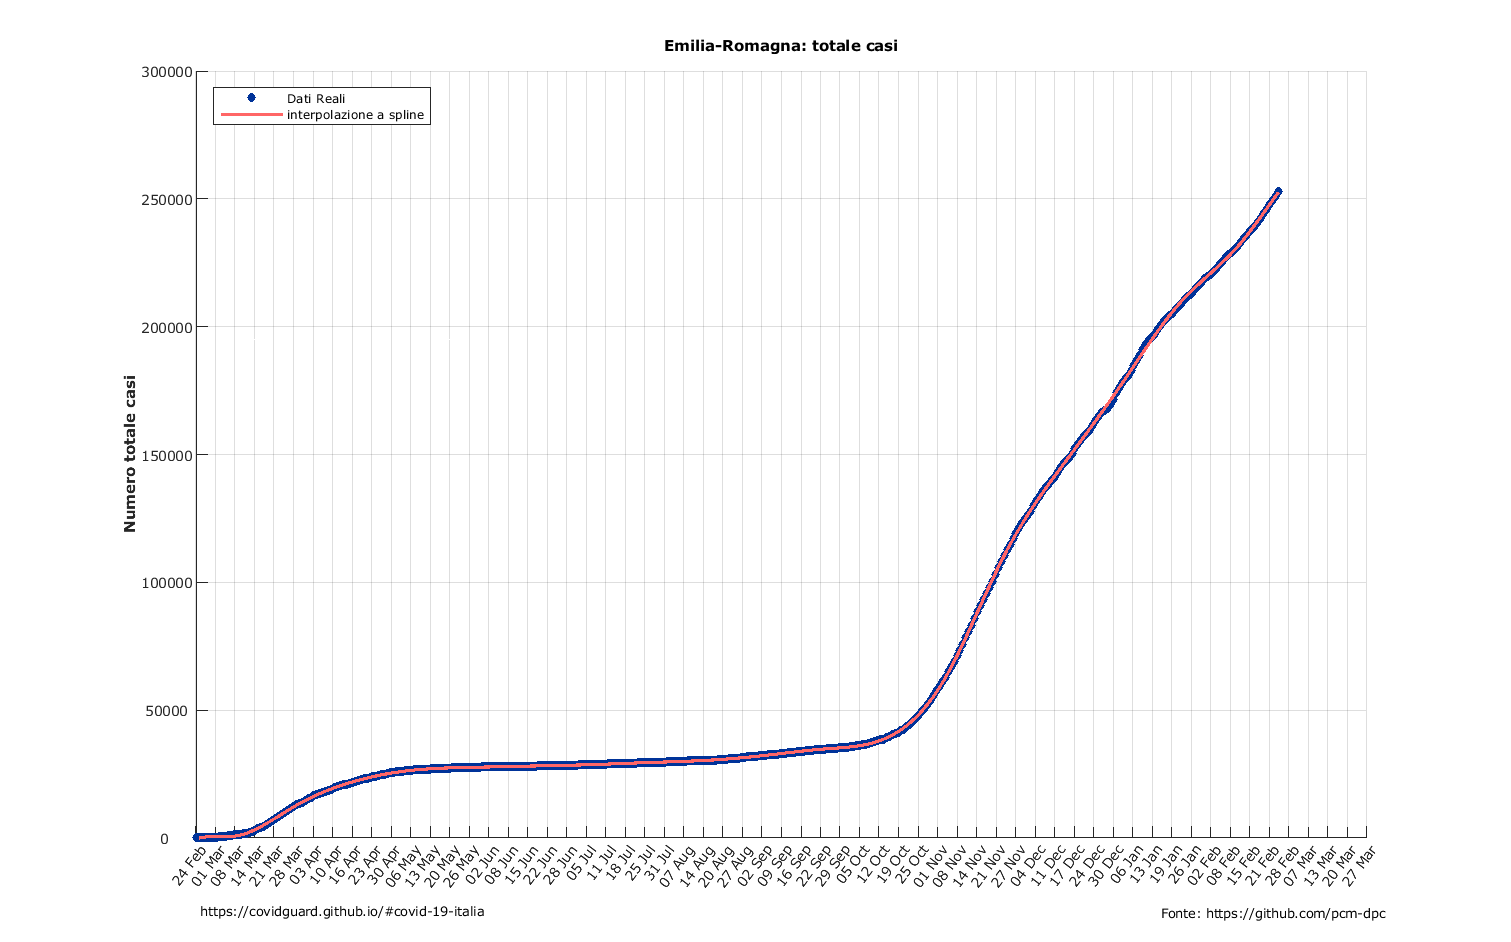 Emilia-Romagna: totale casi
300000
Dati Reali
interpolazione a spline
250000
200000
150000
100000
50000
0
Numero totale casi
24 Feb
01 Mar
08 Mar
14 Mar
21 Mar
28 Mar
03 Apr
10 Apr
16 Apr
23 Apr
30 Apr
06 May
13 May
20 May
26 May
02 Jun
08 Jun
15 Jun
22 Jun
28 Jun
05 Jul
11 Jul
18 Jul
25 Jul
31 Jul
07 Aug
14 Aug
20 Aug
27 Aug
02 Sep
09 Sep
16 Sep
22 Sep
29 Sep
05 Oct
12 Oct
19 Oct
25 Oct
01 Nov
08 Nov
14 Nov
21 Nov
27 Dec
04 Dec
11 Dec
17 Dec
24 Dec
30 Jan
06 Jan
13 Jan
19 Jan
26 Jan
02 Feb
08 Feb
15 Feb
21 Feb
28 Feb
07 Mar
13 Mar
20 Mar
27 Mar
https://covidguard.github.io/#covid-19-italia
Fonte: https://github.com/pcm-dpc